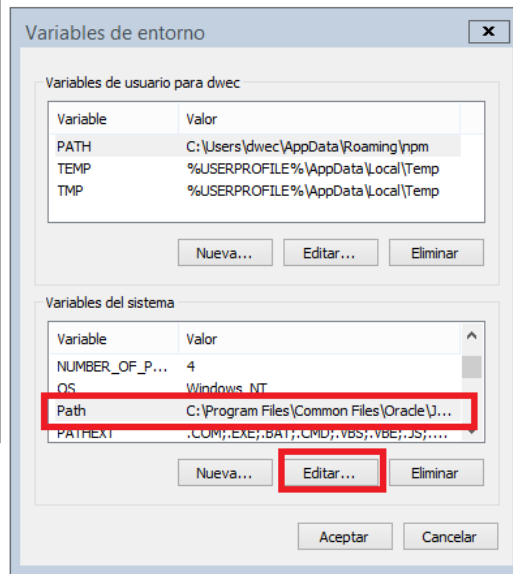 Variables de entorno
x
Variables de usuario para dwec
Variable Valor
PATH C:\Users\dwec\AppData\Roaming\npm
TEMP %USERPROFILE%\AppData\Local\Temp
TMP %USERPROFILE%\AppData\Local\Temp
Nueva... Editar... Eliminar
Variables del sistema
Variable Valor
NUMBER_OF_P... 4
OS Windows_NT
Path C:\Program Files\Common Files\Oracle\J...
PATHEXT .COM;.EXE;.BAT;.CMD;.VBS;.VBE;.JS;....
Nueva... Editar... Eliminar
Aceptar Cancelar